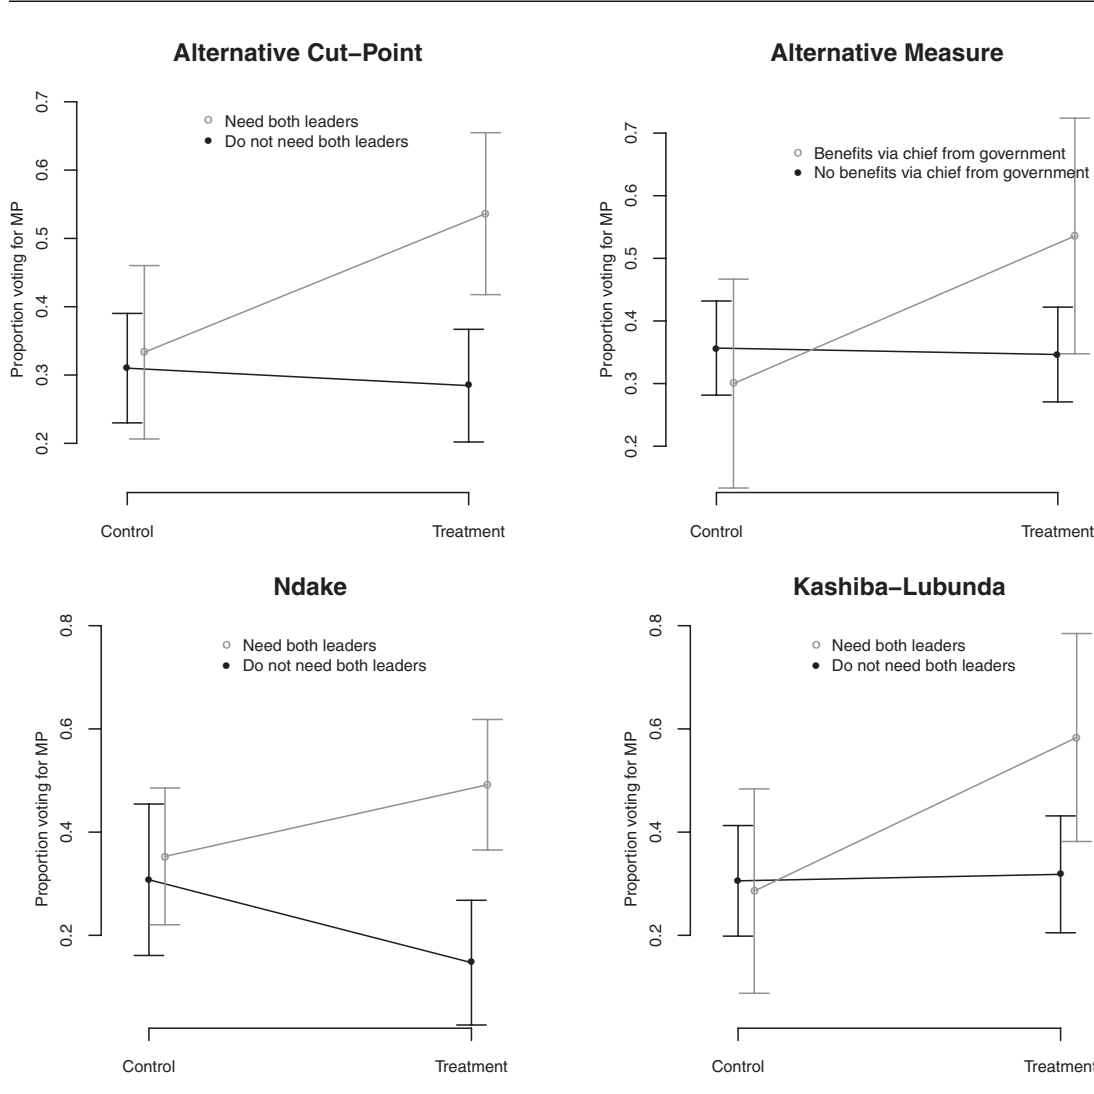 Alternative Cut−Point
Proportion voting for MP
0.7
0.6
0.5
0.4
0.3
0.2
Need both leaders
Do not need both leaders
Control
Treatment
Alternative Measure
Proportion voting for MP
0.7
0.6
0.5
0.4
0.3
0.2
Benefits via chief from government
No benefits via chief from government
Control
Treatment
Ndake
Proportion voting for MP
0.8
0.6
0.4
0.2
Need both leaders
Do not need both leaders
Control
Treatment
Kashiba−Lubunda
Proportion voting for MP
0.8
0.6
0.4
0.2
Need both leaders
Do not need both leaders
Control
Treatment